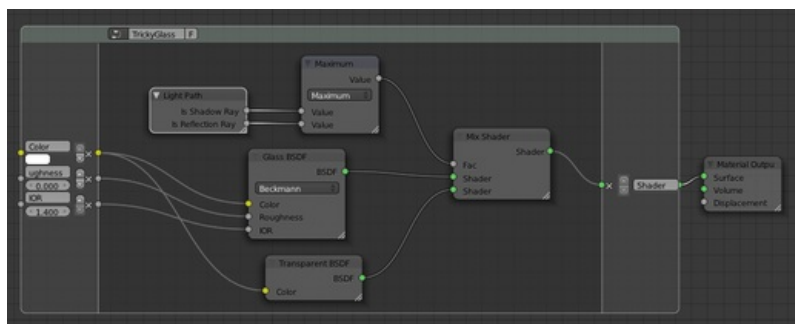 TrickyGlass F
Maximum
Value
Maximum
Value
Value
Light Path
Is Shadow Ray
Is Reflection Ray
Color
ughness
0.000
IOR
1.400
Glass BSDF
BSDF
Beckmann
Color
Roughness
IOR
Transparent BSDF
BSDF
Color
Mix Shader
Shader
Fac
Shader
Shader
Shader
Material Outpu
Surface
Volume
Displacement